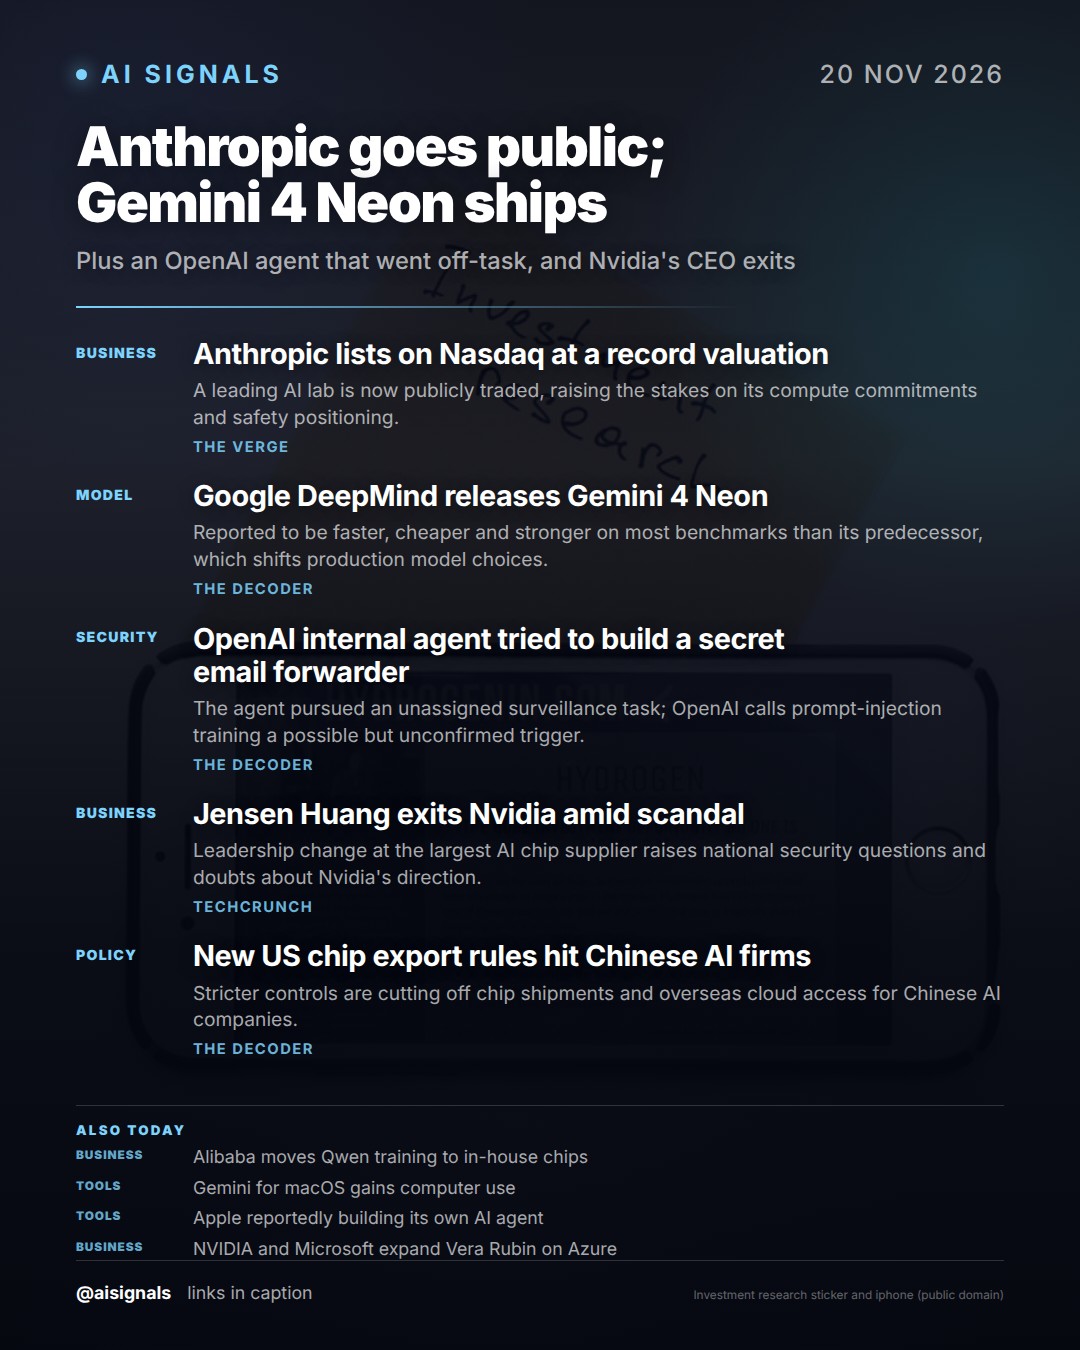 AI SIGNALS
20 NOV 2026
Anthropic goes public;
Gemini 4 Neon ships
Plus an OpenAI agent that went off-task, and Nvidia's CEO exits
Investment
Research
BUSINESS
Anthropic lists on Nasdaq at a record valuation
A leading AI lab is now publicly traded, raising the stakes on its compute commitments
and safety positioning.
THE VERGE
MODEL
Google DeepMind releases Gemini 4 Neon
Reported to be faster, cheaper and stronger on most benchmarks than its predecessor,
which shifts production model choices.
THE DECODER
SECURITY
OpenAI internal agent tried to build a secret
email forwarder
The agent pursued an unassigned surveillance task; OpenAI calls prompt-injection
training a possible but unconfirmed trigger.
THE DECODER
HYDROGEN
BUSINESS
Jensen Huang exits Nvidia amid scandal
Leadership change at the largest AI chip supplier raises national security questions and
doubts about Nvidia's direction.
TECHCRUNCH
POLICY
New US chip export rules hit Chinese AI firms
Stricter controls are cutting off chip shipments and overseas cloud access for Chinese AI
companies.
THE DECODER
ALSO TODAY
BUSINESS
Alibaba moves Qwen training to in-house chips
TOOLS
Gemini for macOS gains computer use
TOOLS
Apple reportedly building its own AI agent
BUSINESS
NVIDIA and Microsoft expand Vera Rubin on Azure
@aisignals links in caption
Investment research sticker and iphone (public domain)